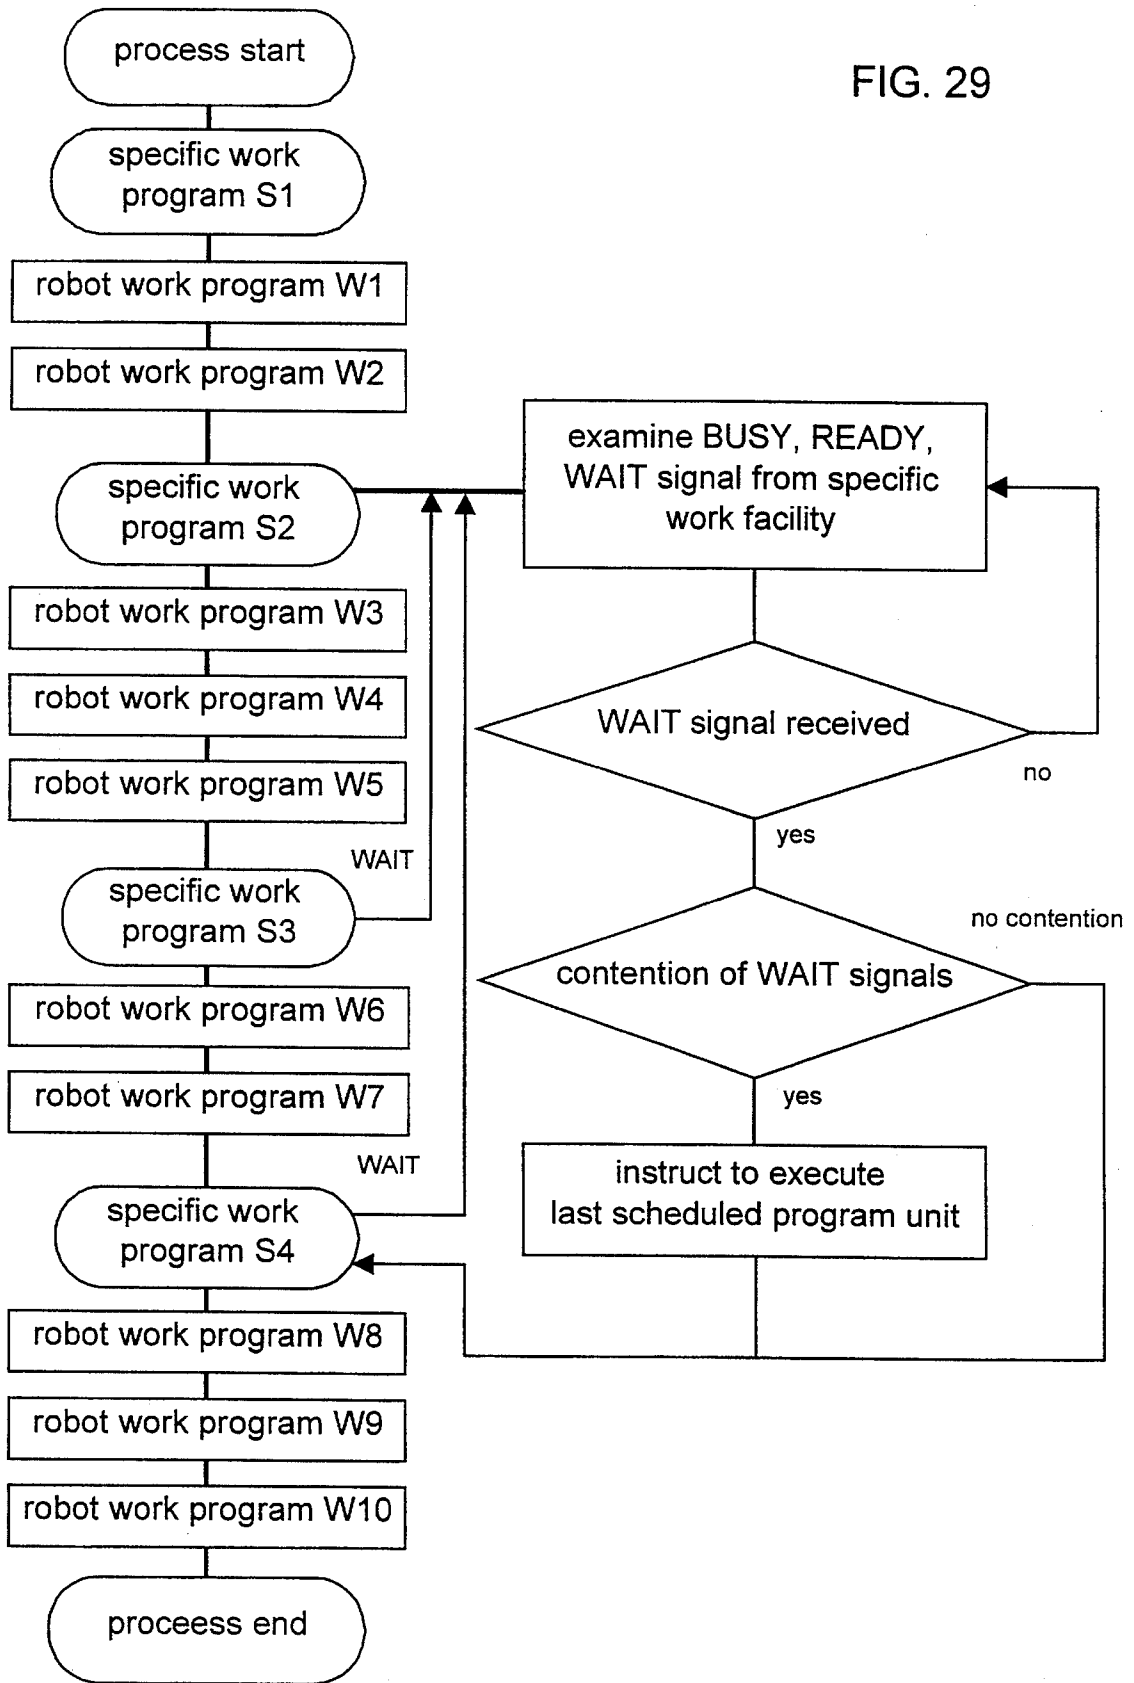 FIG. 29
process start
specific work
program S1
robot work program W1
robot work program W2
specific work
program S2
robot work program W3
robot work program W4
robot work program W5
WAIT
specific work
program S3
robot work program W6
robot work program W7
WAIT
specific work
program S4
robot work program W8
robot work program W9
robot work program W10
proceess end
examine BUSY, READY,
WAIT signal from specific
work facility
WAIT signal received
no
yes
contention of WAIT signals
no contention
yes
instruct to execute
last scheduled program unit